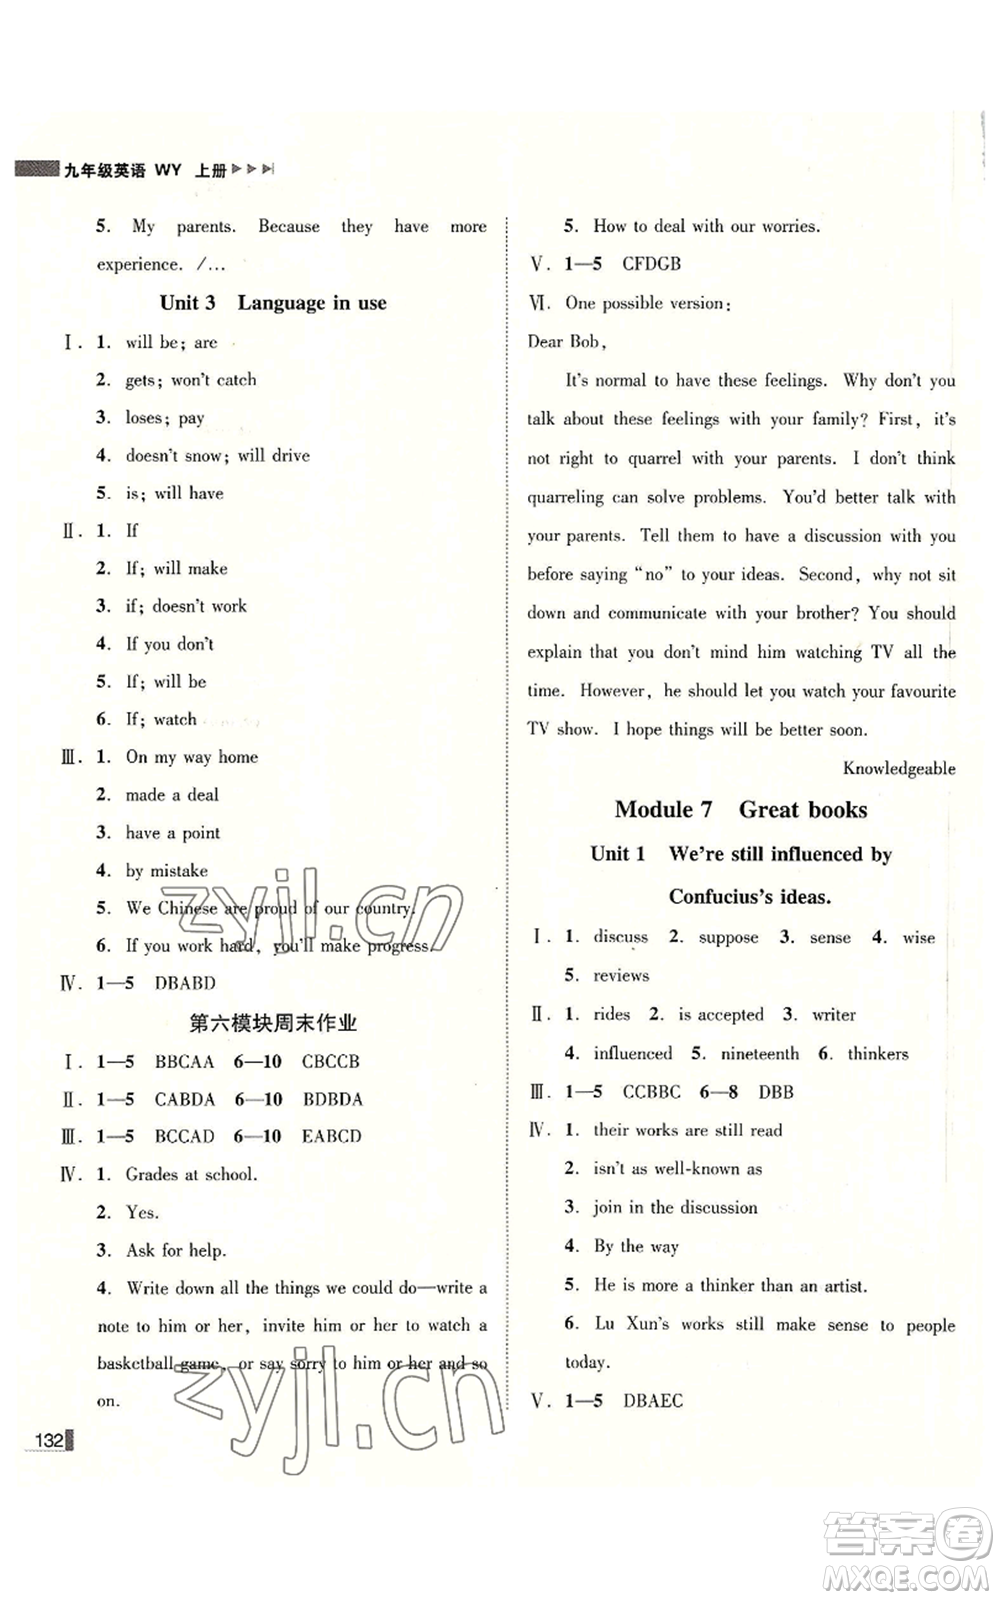 九年级英语 WY 上册
5. My parents. Because they have more
experience. /...
Unit 3 Language in use
Ⅰ. 1. will be; are
2. gets; won't catch
3. loses; pay
4. doesn't snow; will drive
5. is; will have
Ⅱ. 1. If
2. If; will make
3. if; doesn't work
4. If you don't
5. If; will be
6. If; watch
Ⅲ. 1. On my way home
2. made a deal
3. have a point
4. by mistake
5. We Chinese are proud of our country.
6. If you work hard, you'll make progress.
Ⅳ. 1—5 DBABD
第六模块周末作业
Ⅰ. 1—5 BBCAA 6—10 CBCCB
Ⅱ. 1—5 CABDA 6—10 BDBDA
Ⅲ. 1—5 BCCAD 6—10 EABCD
Ⅳ. 1. Grades at school.
2. Yes.
3. Ask for help.
4. Write down all the things we could do—write a
note to him or her, invite him or her to watch a
basketball game, or say sorry to him or her and so
on.
132
5. How to deal with our worries.
Ⅴ. 1—5 CFDGB
Ⅵ. One possible version:
Dear Bob,
It's normal to have these feelings. Why don't you
talk about these feelings with your family? First, it's
not right to quarrel with your parents. I don't think
quarreling can solve problems. You'd better talk with
your parents. Tell them to have a discussion with you
before saying "no" to your ideas. Second, why not sit
down and communicate with your brother? You should
explain that you don't mind him watching TV all the
time. However, he should let you watch your favourite
TV show. I hope things will be better soon.
Knowledgeable
Module 7 Great books
Unit 1 We're still influenced by
Confucius's ideas.
Ⅰ. 1. discuss 2. suppose 3. sense 4. wise
5. reviews
Ⅱ. 1. rides 2. is accepted 3. writer
4. influenced 5. nineteenth 6. thinkers
Ⅲ. 1—5 CCBBC 6—8 DBB
Ⅳ. 1. their works are still read
2. isn't as well-known as
3. join in the discussion
4. By the way
5. He is more a thinker than an artist.
6. Lu Xun's works still make sense to people
today.
Ⅴ. 1—5 DBAEC
zyjl.cn
zyjl.cn
答案卷
MXQE.COM